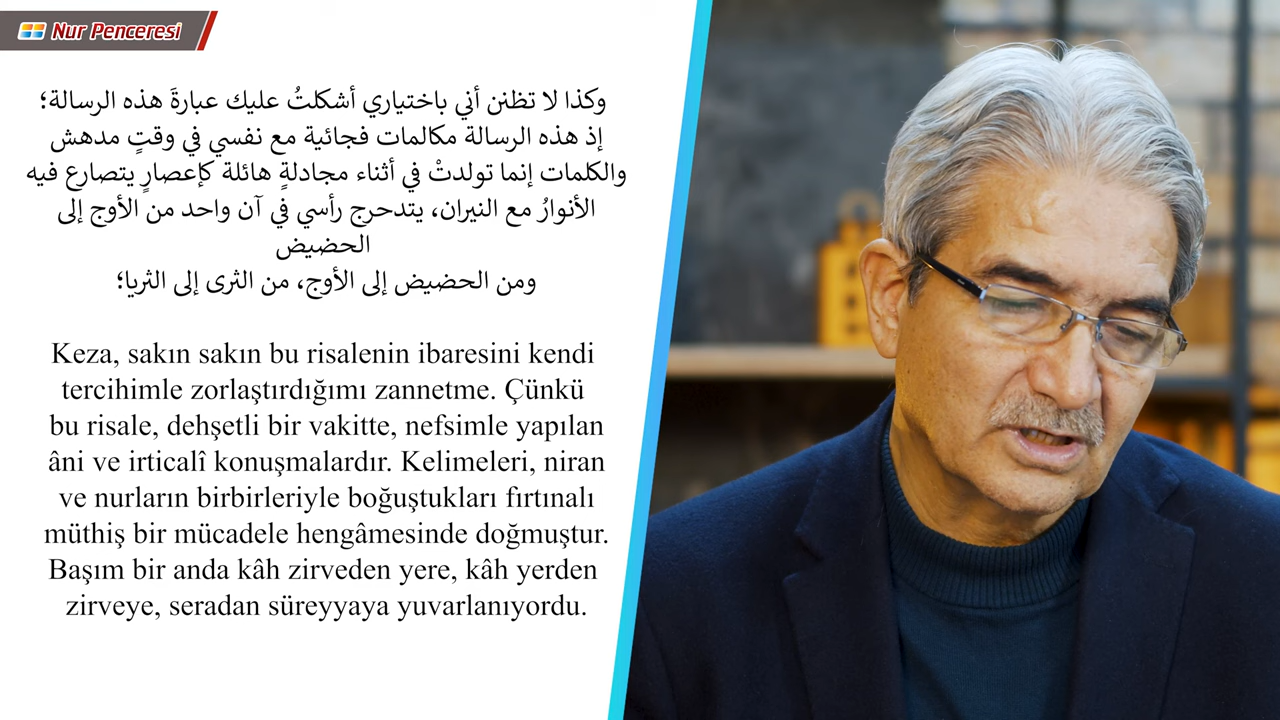 Nur Penceresi
وكذا لا تظنن أني باختياري أشكلتُ عليك عبارةَ هذه الرسالة؛
إذ هذه الرسالة مكالمات فجائية مع نفسي في وقتٍ مدهش
والكلمات إنما تولدتْ في أثناء مجادلةٍ هائلة كإعصارٍ يتصارع فيه
الأنوارُ مع النيران، يتدحرج رأسي في آن واحد من الأوج إلى
الحضيض
ومن الحضيض إلى الأوج، من الثرى إلى الثريا؛
Keza, sakın sakın bu risalenin ibaresini kendi
tercihimle zorlaştırdığımı zannetme. Çünkü
bu risale, dehşetli bir vakitte, nefsimle yapılan
âni ve irticalî konuşmalardır. Kelimeleri, niran
ve nurların birbirleriyle boğuştukları fırtınalı
müthiş bir mücadele hengâmesinde doğmuştur.
Başım bir anda kâh zirveden yere, kâh yerden
zirveye, seradan süreyyaya yuvarlanıyordu.